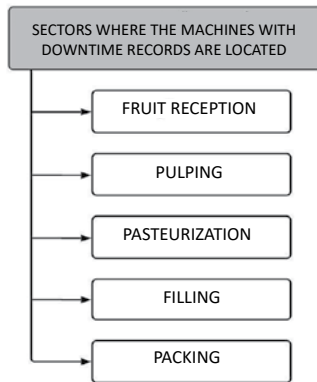 SECTORS WHERE THE MACHINES WITH
DOWNTIME RECORDS ARE LOCATED
FRUIT RECEPTION
PULPING
PASTEURIZATION
FILLING
PACKING